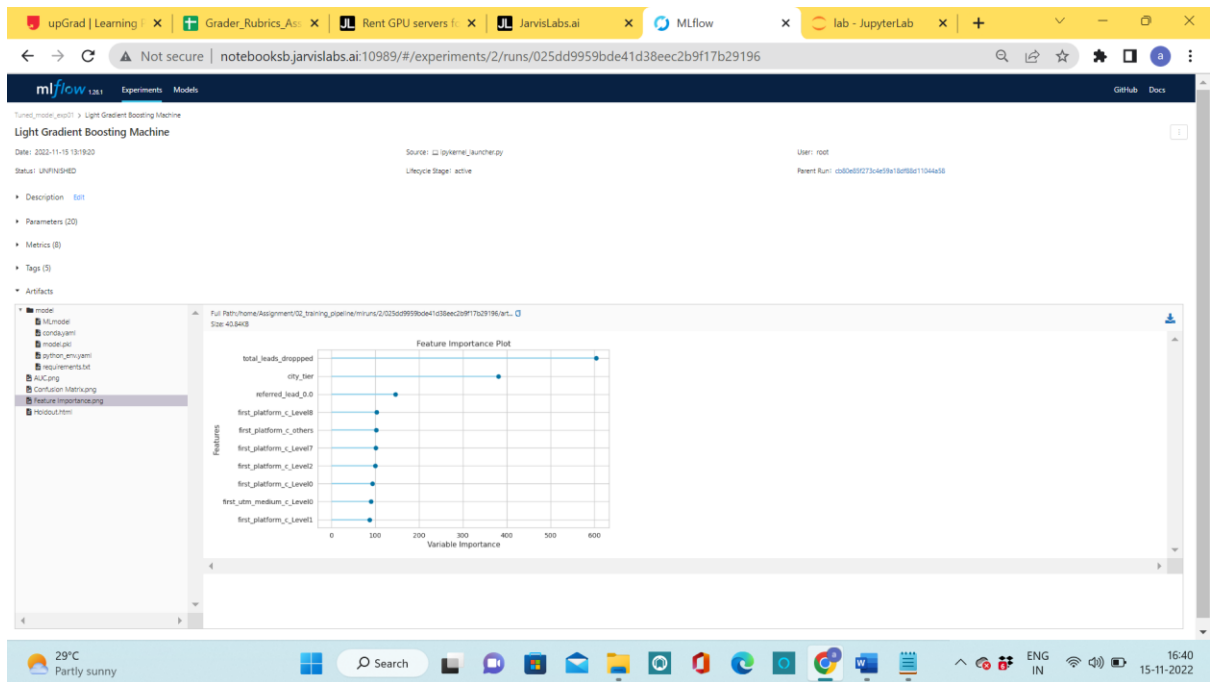 upGrad | Learning P
Grader_Rubrics_Ass
JL Rent GPU servers fo
JL JarvisLabs.ai
MLflow
lab - JupyterLab
Not secure | notebooksb.jarvislabs.ai:10989/#/experiments/2/runs/025dd9959bde41d38eec2b9f17b29196
a
mlflow 1.28.1 Experiments Models GitHub Docs
Tuned_model_exp01 > Light Gradient Boosting Machine
Light Gradient Boosting Machine
Date: 2022-11-15 13:19:20 Source: ipykernel_launcher.py User: root
Status: UNFINISHED Lifecycle Stage: active Parent Run:
Description Edit
Parameters (20)
Metrics (8)
Tags (5)
Artifacts
model
MLmodel
conda.yaml
model.pkl
python_env.yaml
requirements.txt
AUC.png
Confusion Matrix.png
Feature Importance.png
Holdout.html
Full Path:/home/Assignment/02_training_pipeline/mlruns/2/025dd9959bde41d38eec2b9f17b29196/art...
Size: 40.84KB
Feature Importance Plot
Features
total_leads_droppped
city_tier
referred_lead_0.0
first_platform_c_Level8
first_platform_c_others
first_platform_c_Level7
first_platform_c_Level2
first_platform_c_Level0
first_utm_medium_c_Level0
first_platform_c_Level1
0 100 200 300 400 500 600
Variable Importance
29°C
Partly sunny
Search
ENG
IN
16:40
15-11-2022